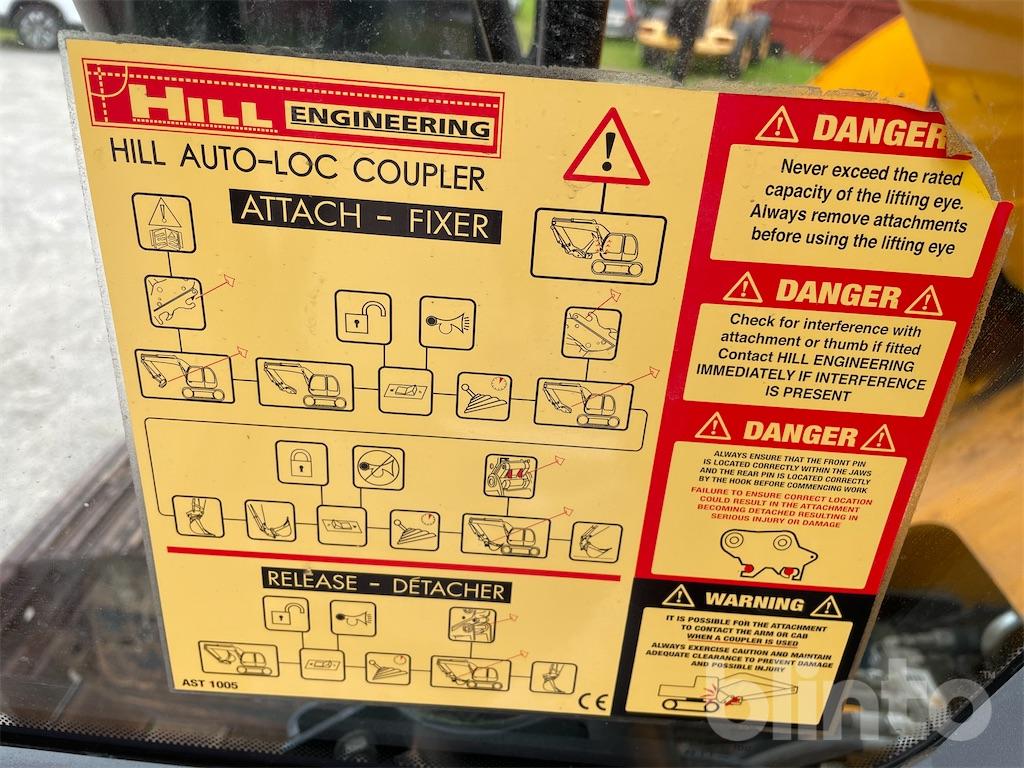 HILL ENGINEERING
HILL AUTO-LOC COUPLER
ATTACH - FIXER
RELEASE - DÉTACHER
AST 1005
CE
DANGER
Never exceed the rated
capacity of the lifting eye.
Always remove attachments
before using the lifting eye
DANGER
Check for interference with
attachment or thumb if fitted
Contact HILL ENGINEERING
IMMEDIATELY IF INTERFERENCE
IS PRESENT
DANGER
ALWAYS ENSURE THAT THE FRONT PIN
IS LOCATED CORRECTLY WITHIN THE JAWS
AND THE REAR PIN IS LOCATED CORRECTLY
BY THE HOOK BEFORE COMMENCING WORK
FAILURE TO ENSURE CORRECT LOCATION
COULD RESULT IN THE ATTACHMENT
BECOMING DETACHED RESULTING IN
SERIOUS INJURY OR DAMAGE
WARNING
IT IS POSSIBLE FOR THE ATTACHMENT
TO CONTACT THE ARM OR CAB
WHEN A COUPLER IS USED
ALWAYS EXERCISE CAUTION AND MAINTAIN
ADEQUATE CLEARANCE TO PREVENT DAMAGE
AND POSSIBLE INJURY
blinto™